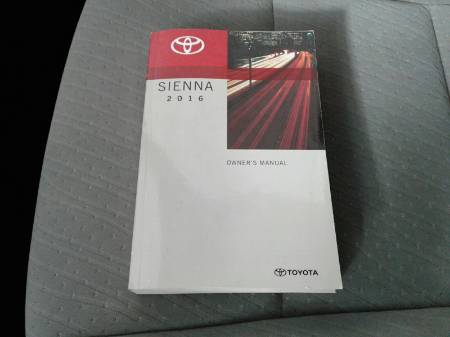 SIENNA
2016
OWNER'S MANUAL
TOYOTA